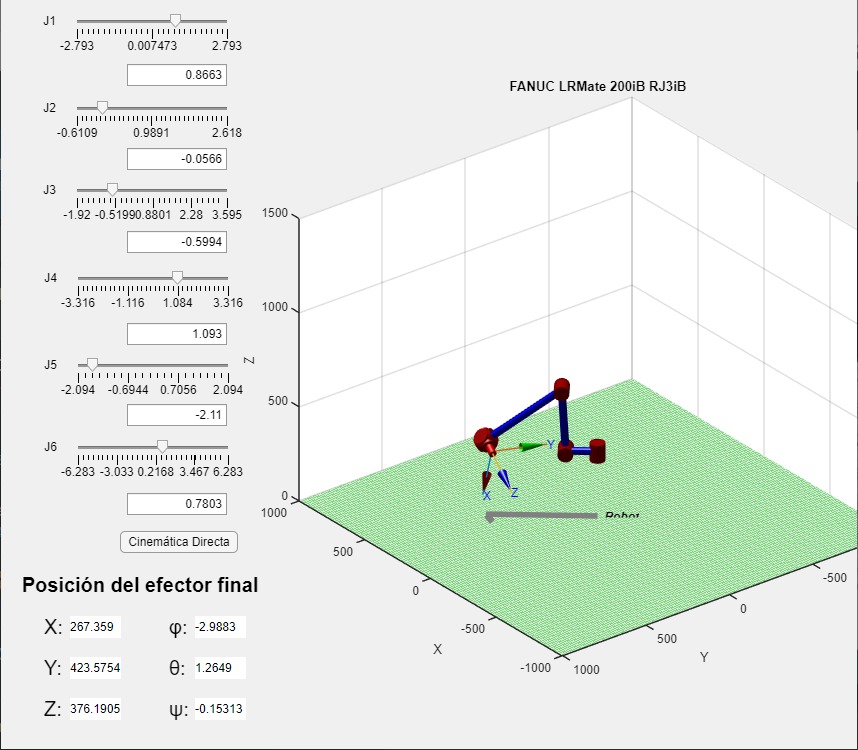 J1
-2.793 0.007473 2.793
0.8663
J2
-0.6109 0.9891 2.618
-0.0566
J3
-1.92 -0.5199 0.8801 2.28 3.595
-0.5994
J4
-3.316 -1.116 1.084 3.316
1.093
J5
-2.094 -0.6944 0.7056 2.094
-2.11
J6
-6.283 -3.033 0.2168 3.467 6.283
0.7803
Cinemática Directa
Posición del efector final
X: 267.359 φ: -2.9883
Y: 423.5754 θ: 1.2649
Z: 376.1905 ψ: -0.15313
FANUC LRMate 200iB RJ3iB
1500
1000
Z
500
0
1000
500
0
-500
-1000
X
1000
500
0
-500
Y
Y
X
Z
Robot